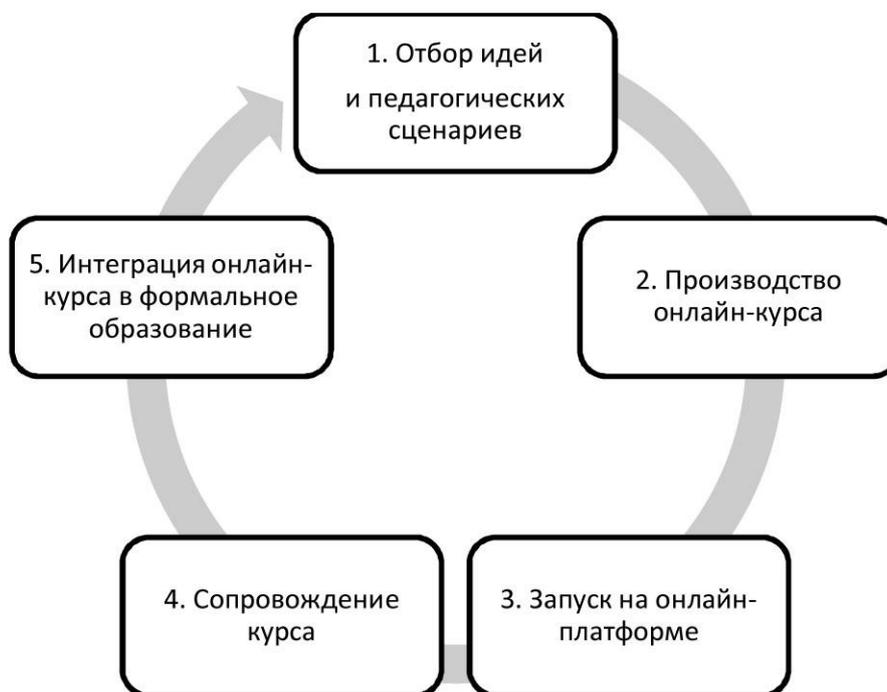 1. Отбор идей
и педагогических
сценариев
2. Производство
онлайн-курса
3. Запуск на онлайн-
платформе
4. Сопровождение
курса
5. Интеграция онлайн-
курса в формальное
образование